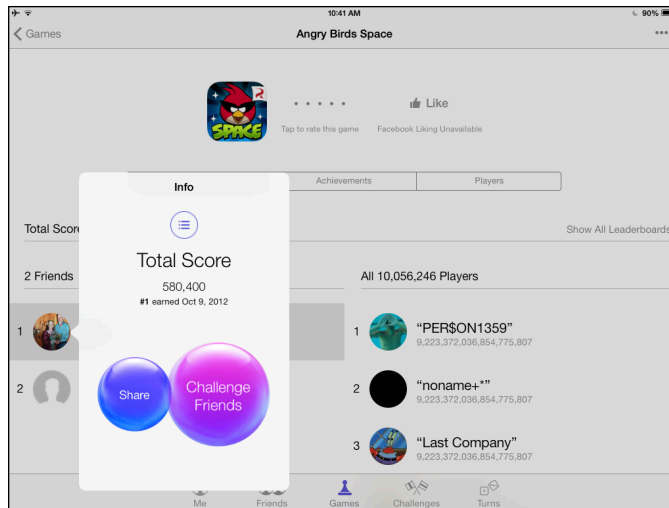 10:41 AM
90%
Games
Angry Birds Space
SPACE
Like
Tap to rate this game
Facebook Liking Unavailable
Achievements
Players
Info
Total Score
580,400
#1 earned Oct 9, 2012
Share
Challenge
Friends
Total Score
Show All Leaderboards
2 Friends
1
2
All 10,056,246 Players
1
"PER$ON1359"
9,223,372,036,854,775,807
2
"noname+*"
9,223,372,036,854,775,807
3
"Last Company"
9,223,372,036,854,775,807
Me
Friends
Games
Challenges
Turns